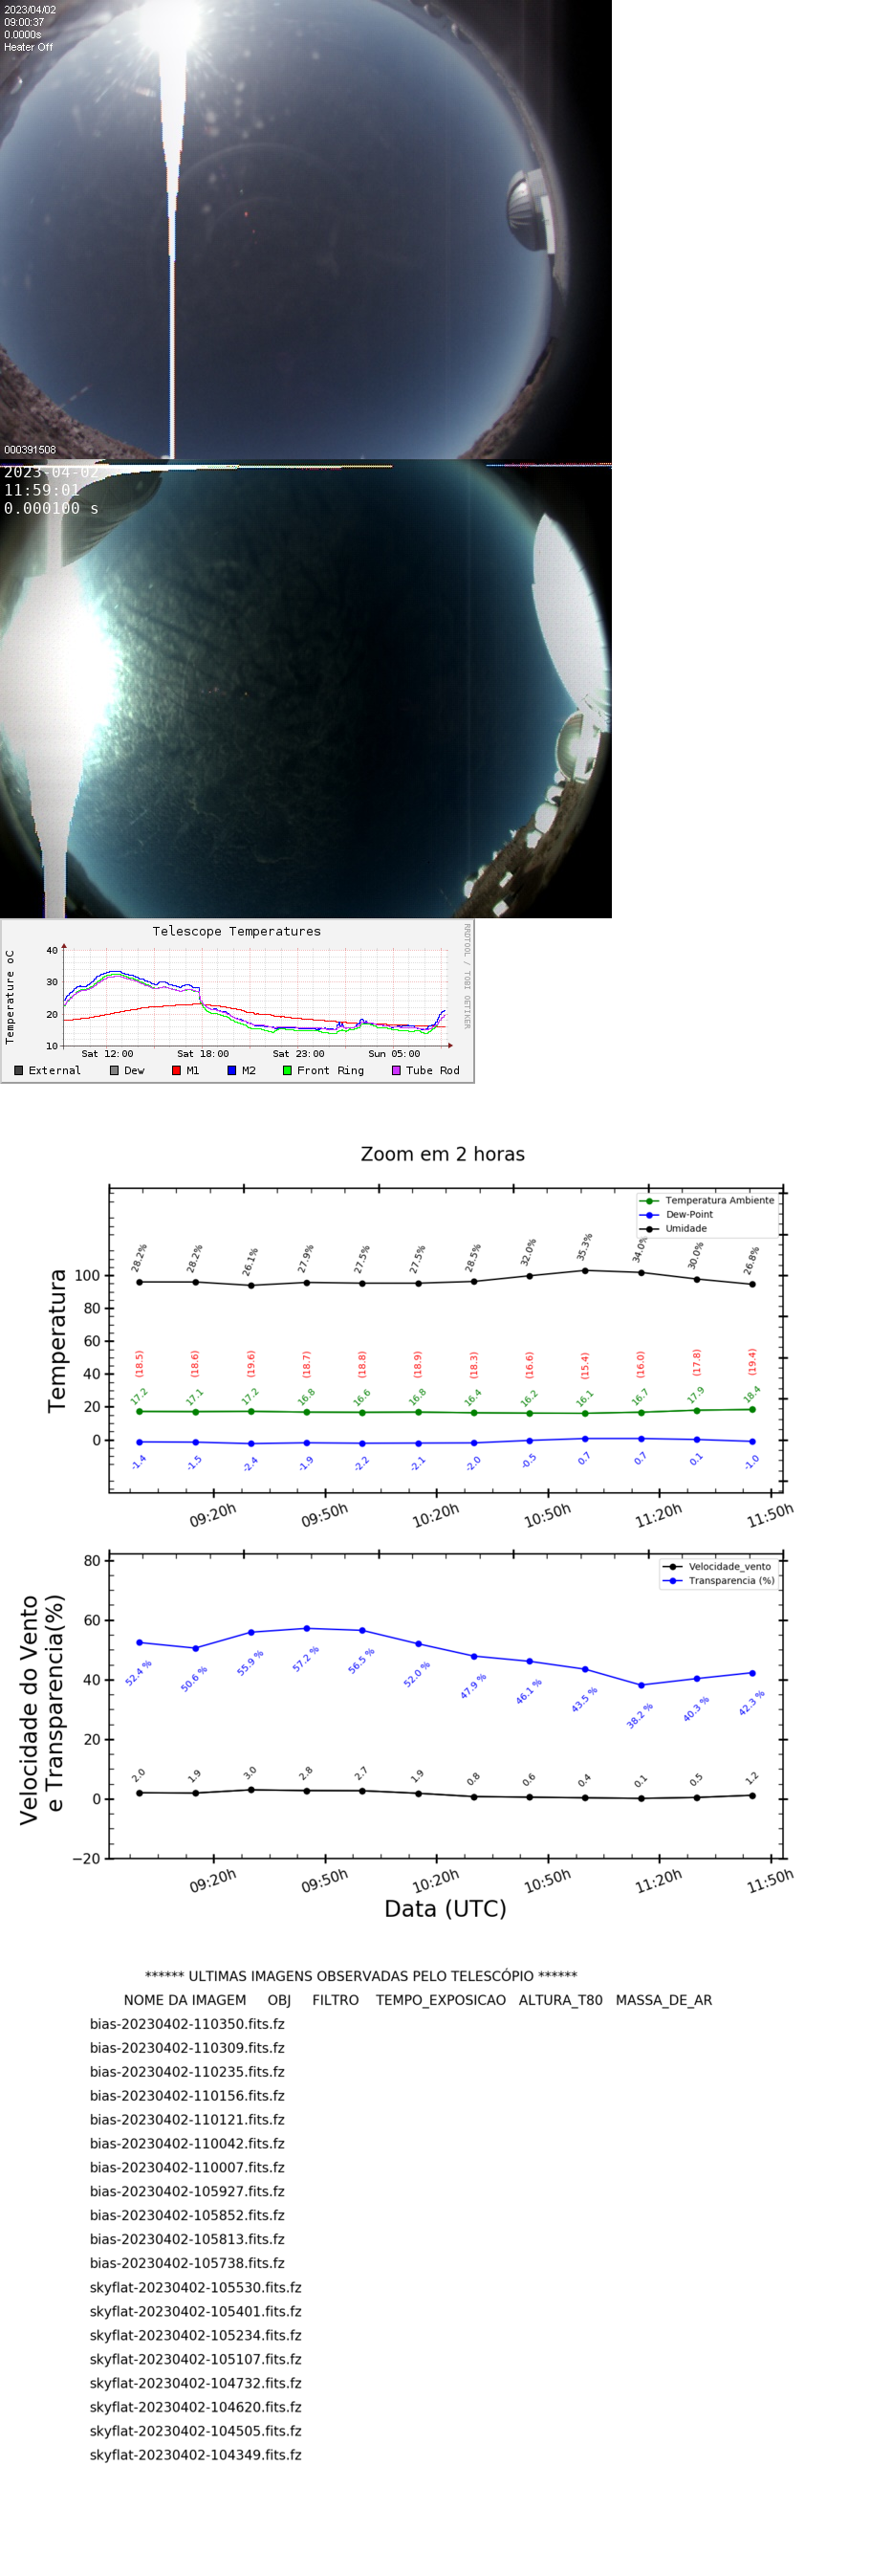 2023/04/02
09:00:37
0.0000s
Heater Off
000391508
2023-04-02
11:59:01
0.000100 s
Telescope Temperatures
Temperature oC
RRDTOOL / TOBI OETIKER
40
30
20
10
Sat 12:00 Sat 18:00 Sat 23:00 Sun 05:00
External Dew M1 M2 Front Ring Tube Rod
Zoom em 2 horas
Temperatura
Temperatura Ambiente
Dew-Point
Umidade
28.2% 28.2% 26.1% 27.9% 27.5% 27.5% 28.5% 32.0% 35.3% 34.0% 30.0% 26.8%
100
80
60
40
20
0
(18.5) (18.6) (19.6) (18.7) (18.8) (18.9) (18.3) (16.6) (15.4) (16.0) (17.8) (19.4)
17.2 17.1 17.2 16.8 16.6 16.8 16.4 16.2 16.1 16.7 17.9 18.4
-1.4 -1.5 -2.4 -1.9 -2.2 -2.1 -2.0 -0.5 0.7 0.7 0.1 -1.0
09:20h 09:50h 10:20h 10:50h 11:20h 11:50h
Velocidade do Vento
e Transparencia(%)
Velocidade_vento
Transparencia (%)
80
60
40
20
0
−20
52.4 % 50.6 % 55.9 % 57.2 % 56.5 % 52.0 % 47.9 % 46.1 % 43.5 % 38.2 % 40.3 % 42.3 %
2.0 1.9 3.0 2.8 2.7 1.9 0.8 0.6 0.4 0.1 0.5 1.2
09:20h 09:50h 10:20h 10:50h 11:20h 11:50h
Data (UTC)
****** ULTIMAS IMAGENS OBSERVADAS PELO TELESCÓPIO ******
NOME DA IMAGEM OBJ FILTRO TEMPO_EXPOSICAO ALTURA_T80 MASSA_DE_AR
bias-20230402-110350.fits.fz
bias-20230402-110309.fits.fz
bias-20230402-110235.fits.fz
bias-20230402-110156.fits.fz
bias-20230402-110121.fits.fz
bias-20230402-110042.fits.fz
bias-20230402-110007.fits.fz
bias-20230402-105927.fits.fz
bias-20230402-105852.fits.fz
bias-20230402-105813.fits.fz
bias-20230402-105738.fits.fz
skyflat-20230402-105530.fits.fz
skyflat-20230402-105401.fits.fz
skyflat-20230402-105234.fits.fz
skyflat-20230402-105107.fits.fz
skyflat-20230402-104732.fits.fz
skyflat-20230402-104620.fits.fz
skyflat-20230402-104505.fits.fz
skyflat-20230402-104349.fits.fz